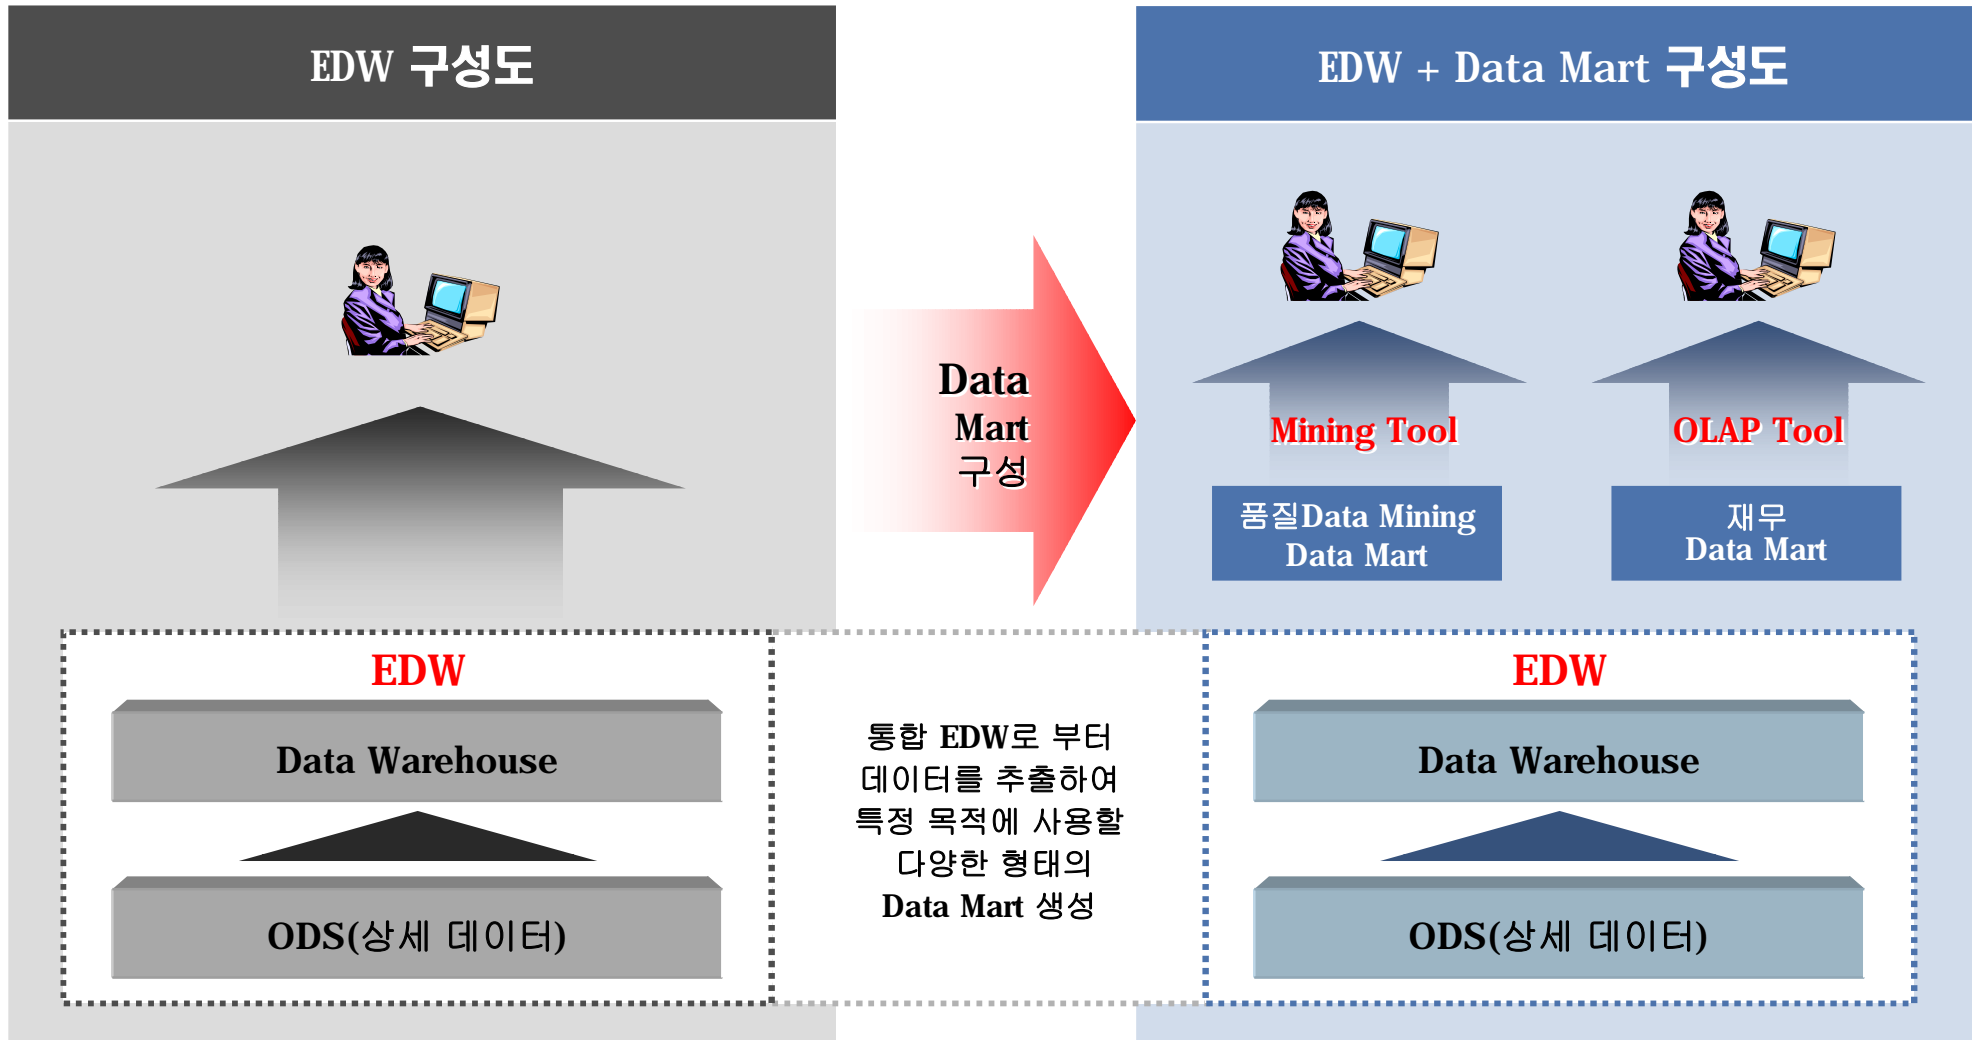 EDW 구성도
EDW + Data Mart 구성도
Data
Mart
구성
Mining Tool
OLAP Tool
품질Data Mining
Data Mart
재무
Data Mart
EDW
Data Warehouse
ODS(상세 데이터)
통합 EDW로 부터
데이터를 추출하여
특정 목적에 사용할
다양한 형태의
Data Mart 생성
EDW
Data Warehouse
ODS(상세 데이터)